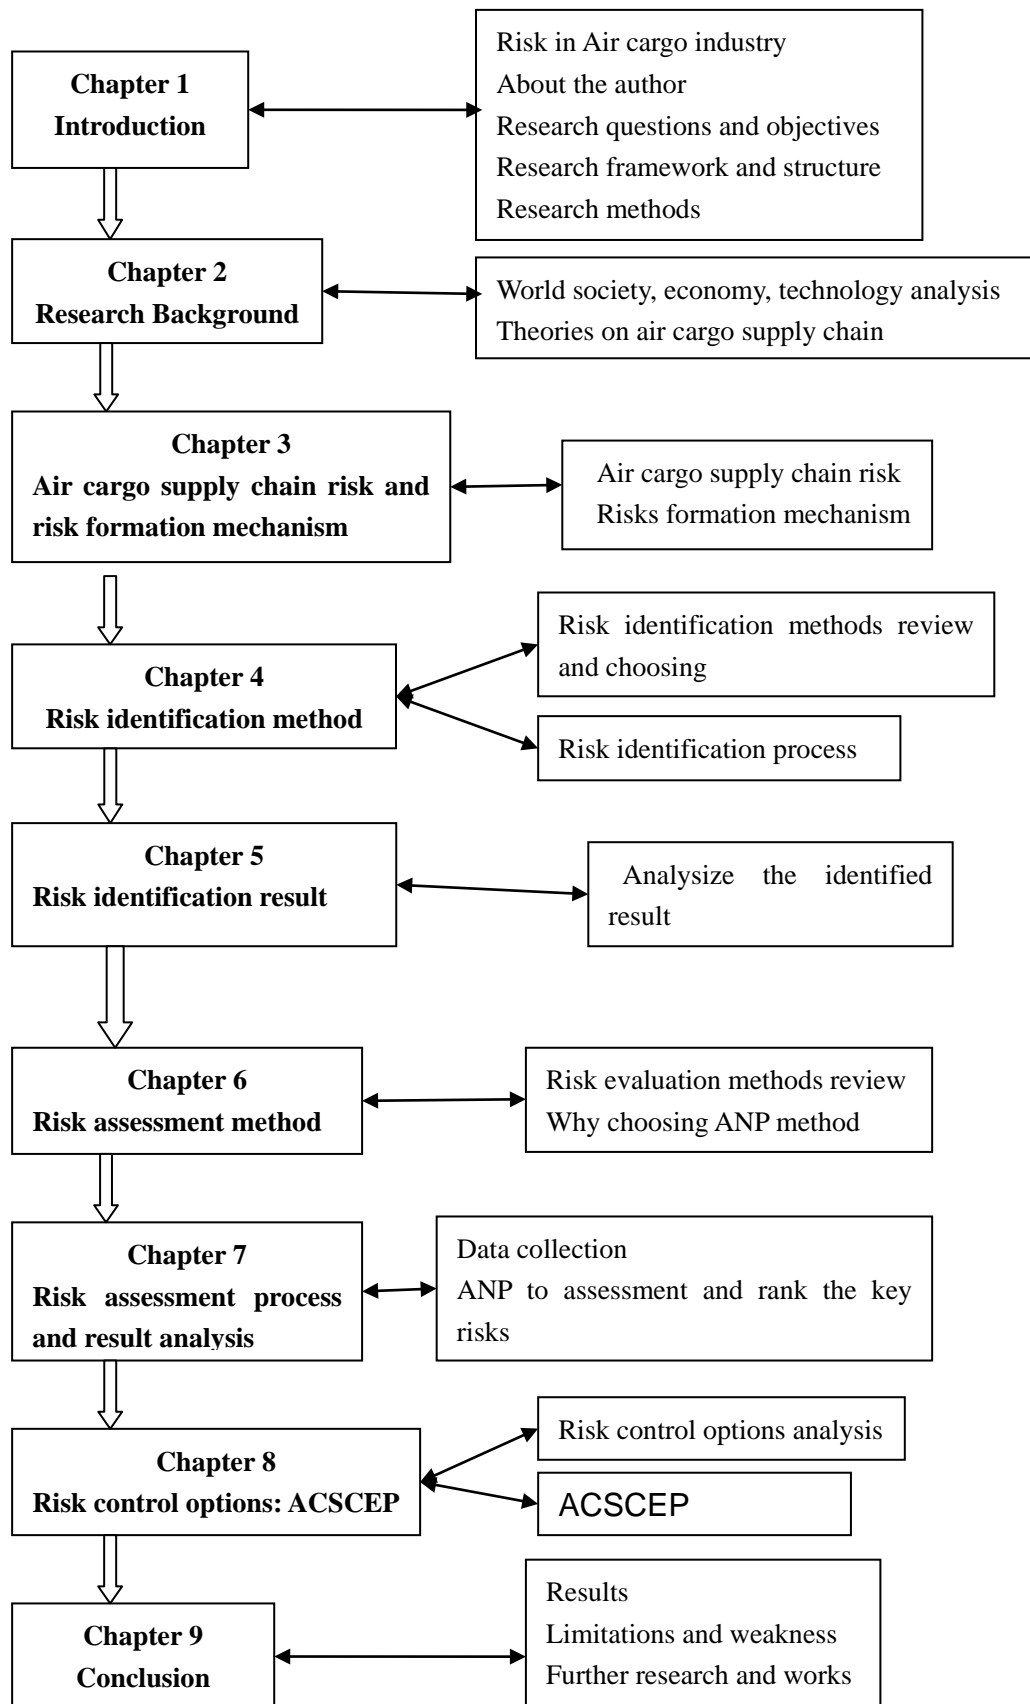 Chapter 1
Introduction
Risk in Air cargo industry
About the author
Research questions and objectives
Research framework and structure
Research methods
Chapter 2
Research Background
World society, economy, technology analysis
Theories on air cargo supply chain
Chapter 3
Air cargo supply chain risk and
risk formation mechanism
Air cargo supply chain risk
Risks formation mechanism
Chapter 4
Risk identification method
Risk identification methods review
and choosing
Risk identification process
Chapter 5
Risk identification result
Analysize the identified
result
Chapter 6
Risk assessment method
Risk evaluation methods review
Why choosing ANP method
Chapter 7
Risk assessment process
and result analysis
Data collection
ANP to assessment and rank the key
risks
Chapter 8
Risk control options: ACSCEP
Risk control options analysis
ACSCEP
Chapter 9
Conclusion
Results
Limitations and weakness
Further research and works